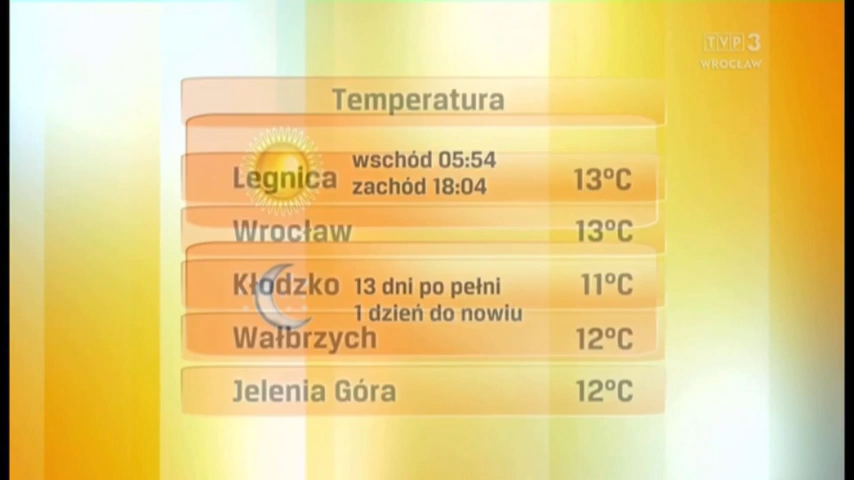 TVP3
WROCŁAW
Temperatura
wschód 05:54
zachód 18:04
Legnica 13°C
Wrocław 13°C
Kłodzko 11°C
13 dni po pełni
1 dzień do nowiu
Wałbrzych 12°C
Jelenia Góra 12°C